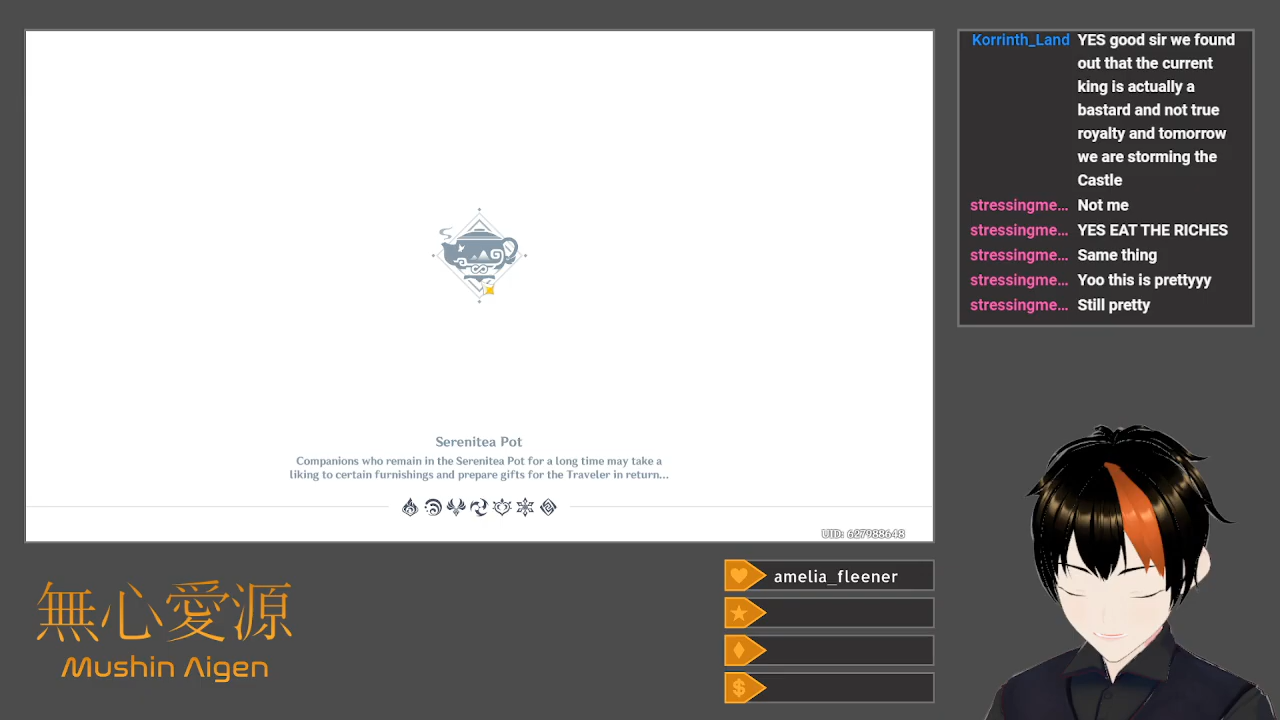 Korrinth_Land YES good sir we found
out that the current
king is actually a
bastard and not true
royalty and tomorrow
we are storming the
Castle
stressingme... Not me
stressingme... YES EAT THE RICHES
stressingme... Same thing
stressingme... Yoo this is prettyyy
stressingme... Still pretty
Serenitea Pot
Companions who remain in the Serenitea Pot for a long time may take a
liking to certain furnishings and prepare gifts for the Traveler in return...
UID: 627988648
amelia_fleener
無心愛源
Mushin Aigen